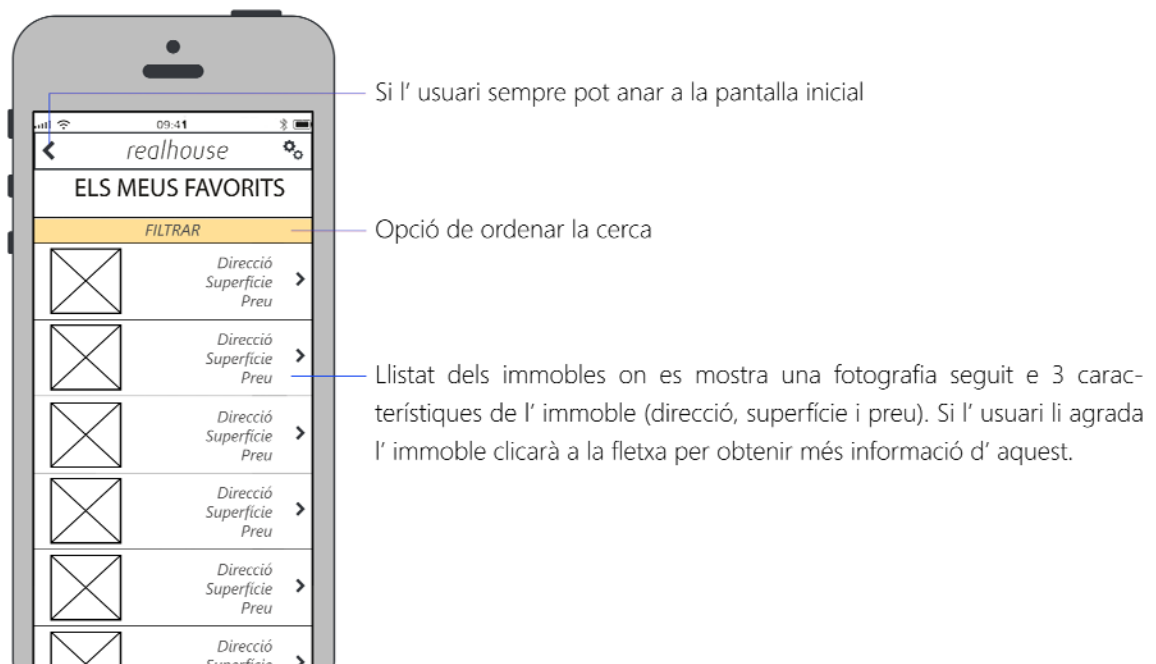 Si l’ usuari sempre pot anar a la pantalla inicial
09:41
realhouse
ELS MEUS FAVORITS
FILTRAR
Opció de ordenar la cerca
Direcció
Superfície
Preu
Direcció
Superfície
Preu
Llistat dels immobles on es mostra una fotografia seguit e 3 carac-
terístiques de l’ immoble (direcció, superfície i preu). Si l’ usuari li agrada
l’ immoble clicarà a la fletxa per obtenir més informació d’ aquest.
Direcció
Superfície
Preu
Direcció
Superfície
Preu
Direcció
Superfície
Preu
Direcció
Superfície